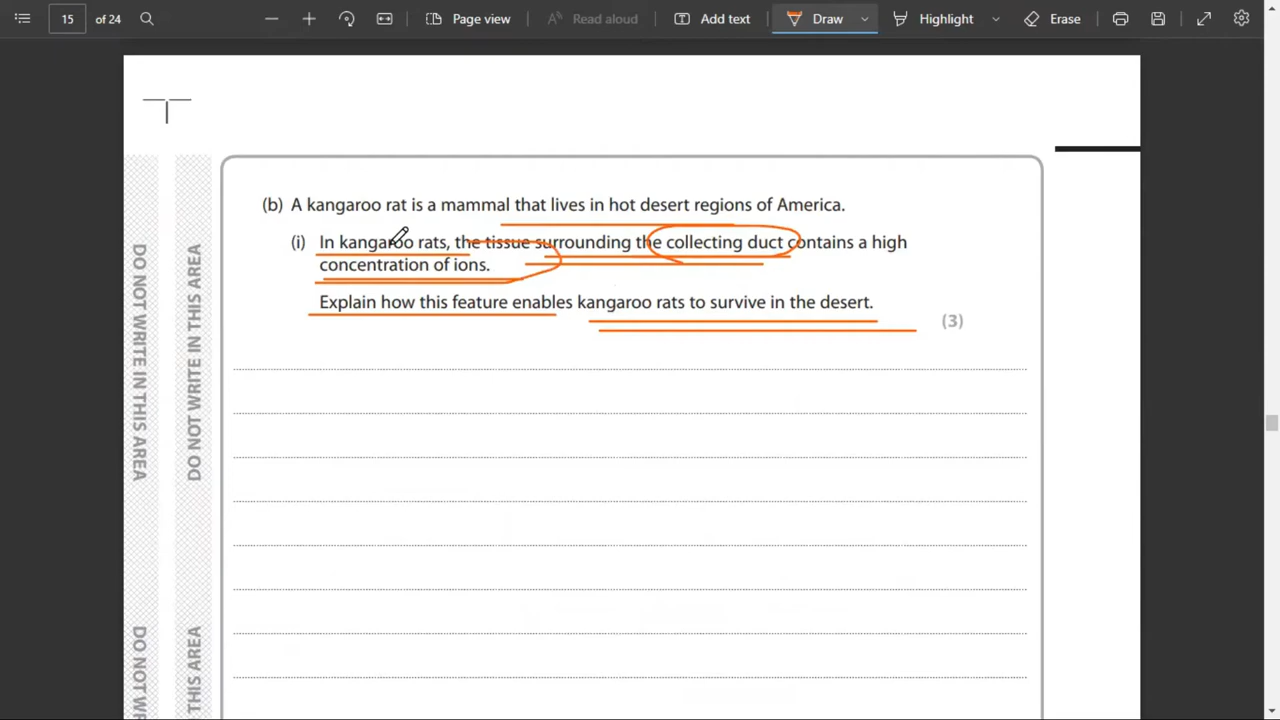 15
of 24
Page view
Read aloud
Add text
Draw
Highlight
Erase
(b) A kangaroo rat is a mammal that lives in hot desert regions of America.
(i) In kangaroo rats, the tissue surrounding the collecting duct contains a high
concentration of ions.
Explain how this feature enables kangaroo rats to survive in the desert.
(3)
DO NOT WRITE IN THIS AREA
DO NOT WRITE IN THIS AREA
DO NOT W
THIS AREA